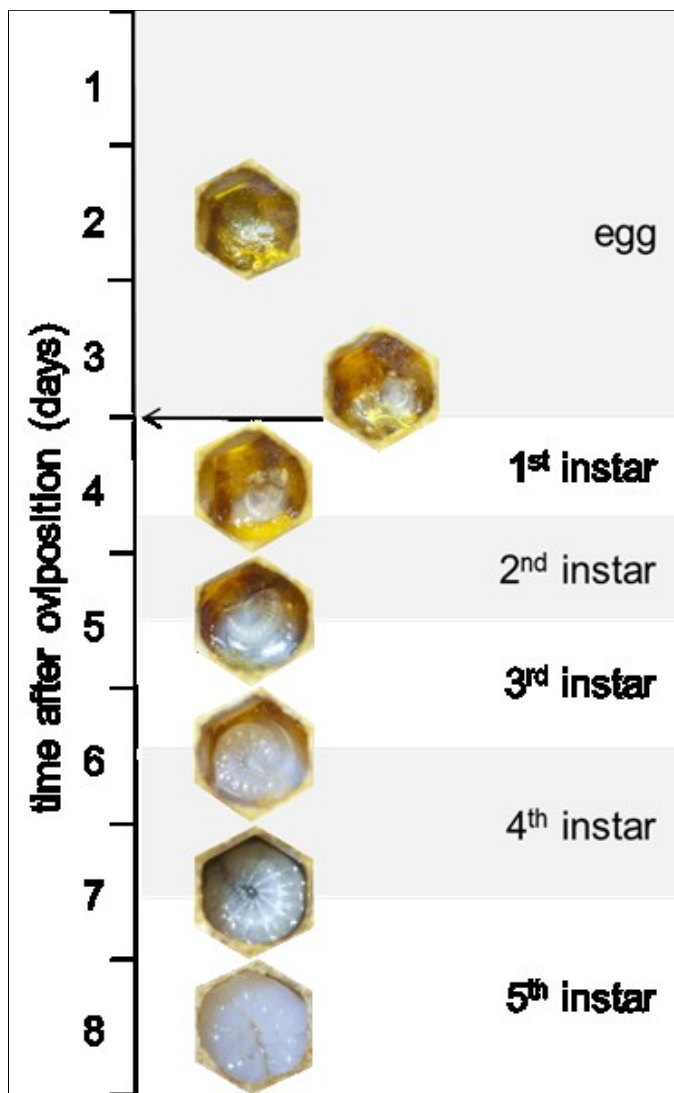 time after oviposition (days)
1
2
egg
3
4
1st instar
2nd instar
5
3rd instar
6
4th instar
7
5th instar
8